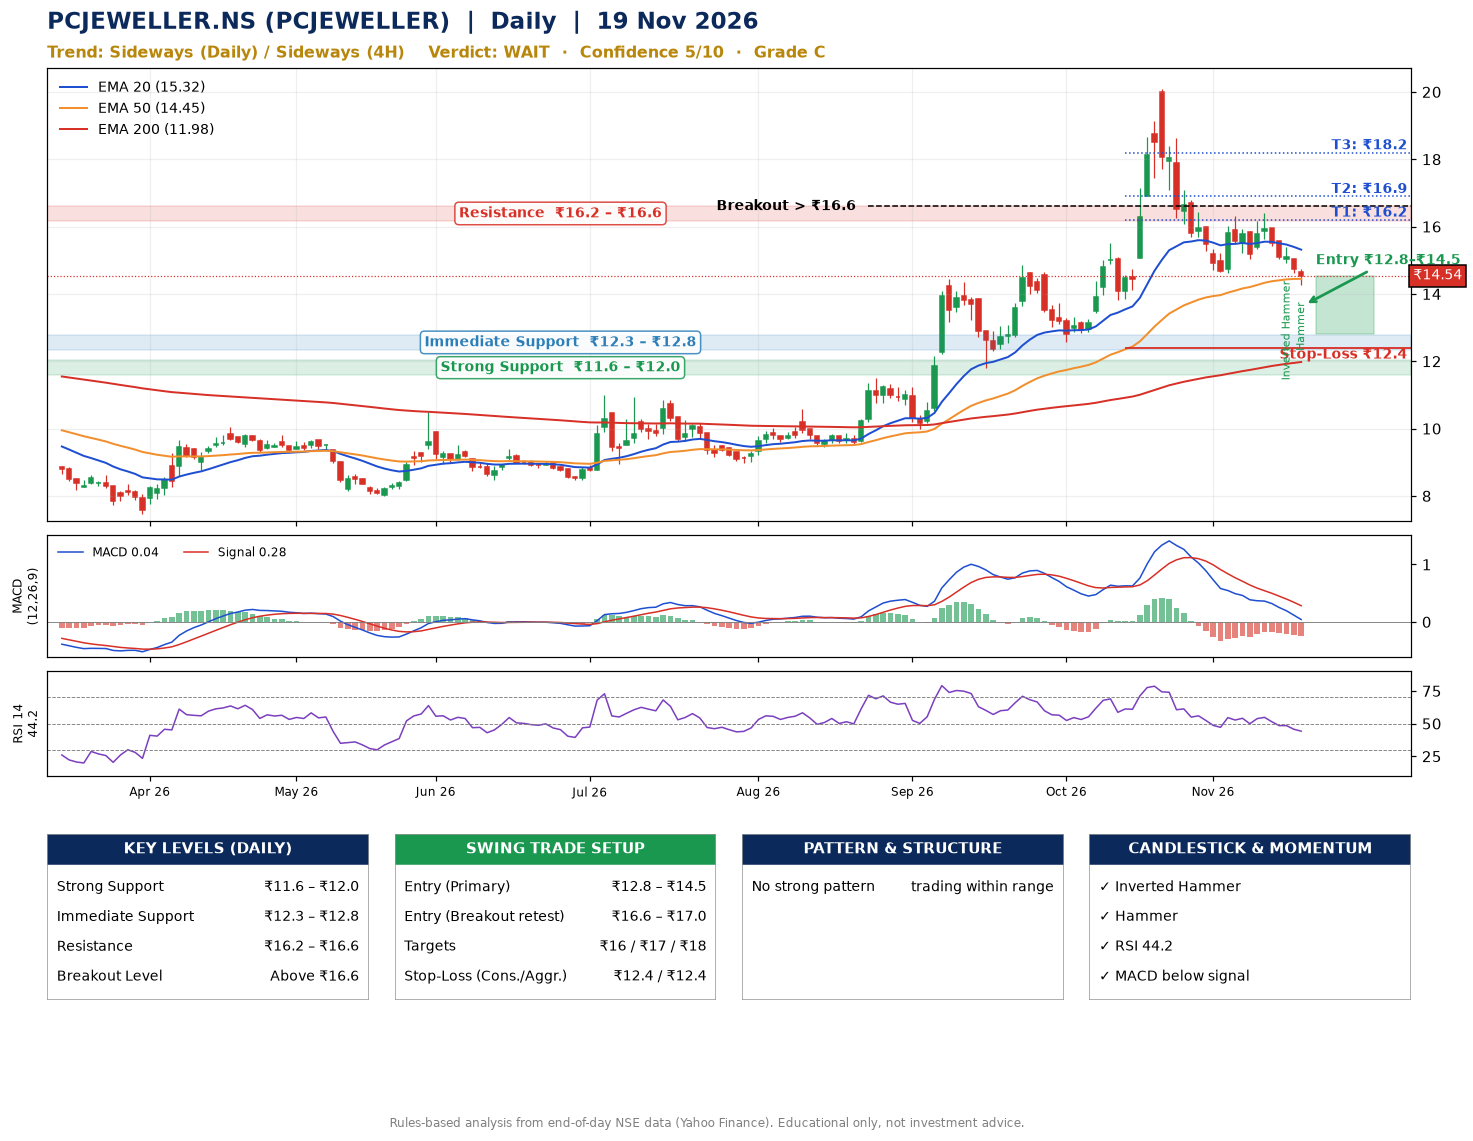 PCJEWELLER.NS (PCJEWELLER)  |  Daily  |  19 Nov 2026
Trend: Sideways (Daily) / Sideways (4H)    Verdict: WAIT  ·  Confidence 5/10  ·  Grade C
EMA 20 (15.32)
EMA 50 (14.45)
EMA 200 (11.98)
20
18
16
14
12
10
8
T3: ₹18.2
T2: ₹16.9
T1: ₹16.2
Breakout > ₹16.6
Resistance  ₹16.2 – ₹16.6
Entry ₹12.8–₹14.5
₹14.54
Inverted Hammer
Hammer
Immediate Support  ₹12.3 – ₹12.8
Stop-Loss ₹12.4
Strong Support  ₹11.6 – ₹12.0
MACD 0.04
Signal 0.28
MACD
(12,26,9)
1
0
RSI 14
44.2
75
50
25
Apr 26
May 26
Jun 26
Jul 26
Aug 26
Sep 26
Oct 26
Nov 26
KEY LEVELS (DAILY)
Strong Support  ₹11.6 – ₹12.0
Immediate Support  ₹12.3 – ₹12.8
Resistance  ₹16.2 – ₹16.6
Breakout Level  Above ₹16.6
SWING TRADE SETUP
Entry (Primary)  ₹12.8 – ₹14.5
Entry (Breakout retest)  ₹16.6 – ₹17.0
Targets  ₹16 / ₹17 / ₹18
Stop-Loss (Cons./Aggr.)  ₹12.4 / ₹12.4
PATTERN & STRUCTURE
No strong pattern  trading within range
CANDLESTICK & MOMENTUM
✓ Inverted Hammer
✓ Hammer
✓ RSI 44.2
✓ MACD below signal
Rules-based analysis from end-of-day NSE data (Yahoo Finance). Educational only, not investment advice.